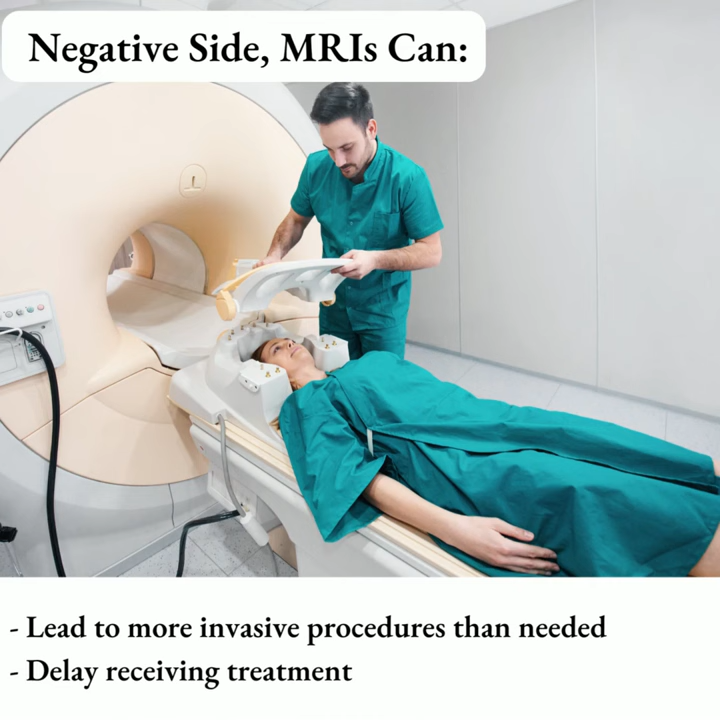 Negative Side, MRIs Can:
- Lead to more invasive procedures than needed
- Delay receiving treatment